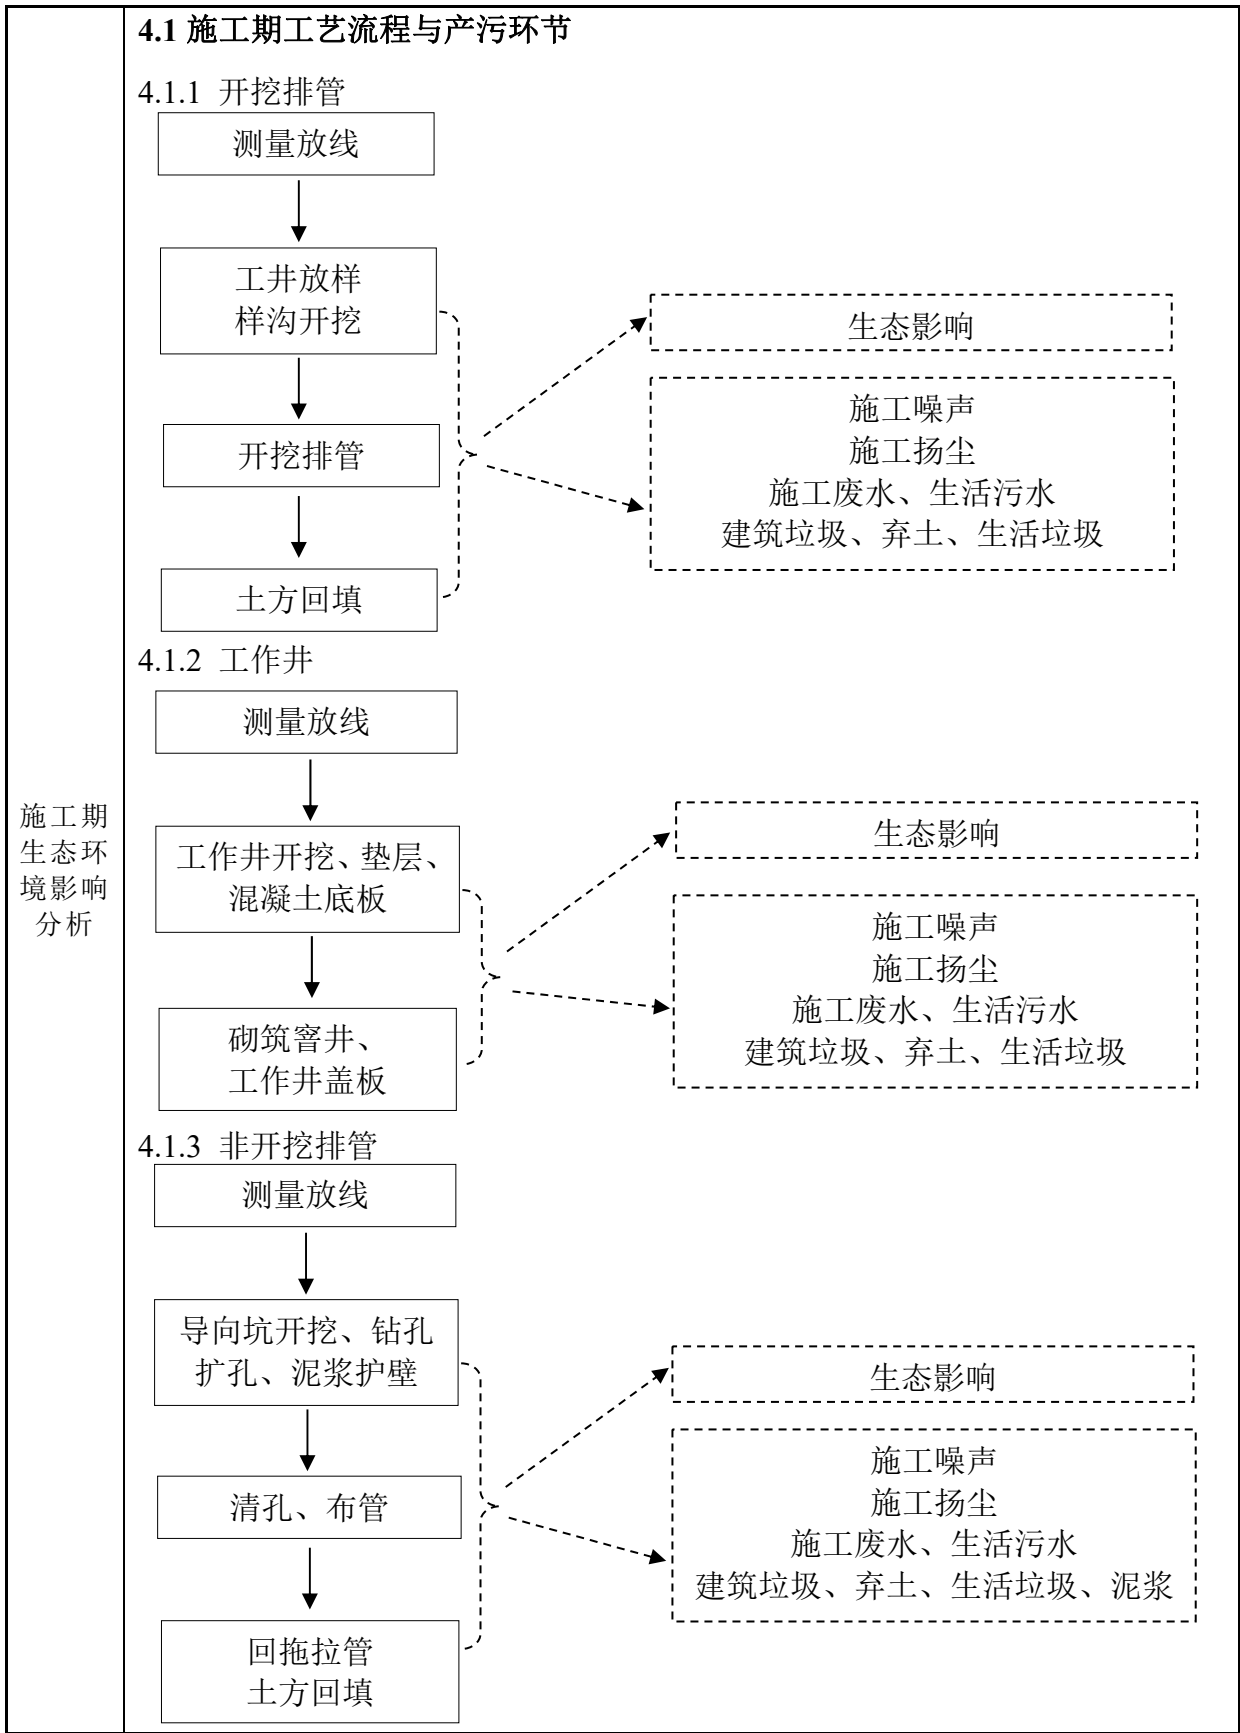 施工期
生态环
境影响
分析
4.1 施工期工艺流程与产污环节
4.1.1 开挖排管
测量放线
工井放样
样沟开挖
开挖排管
土方回填
生态影响
施工噪声
施工扬尘
施工废水、生活污水
建筑垃圾、弃土、生活垃圾
4.1.2 工作井
测量放线
工作井开挖、垫层、
混凝土底板
砌筑窨井、
工作井盖板
生态影响
施工噪声
施工扬尘
施工废水、生活污水
建筑垃圾、弃土、生活垃圾
4.1.3 非开挖排管
测量放线
导向坑开挖、钻孔
扩孔、泥浆护壁
清孔、布管
回拖拉管
土方回填
生态影响
施工噪声
施工扬尘
施工废水、生活污水
建筑垃圾、弃土、生活垃圾、泥浆